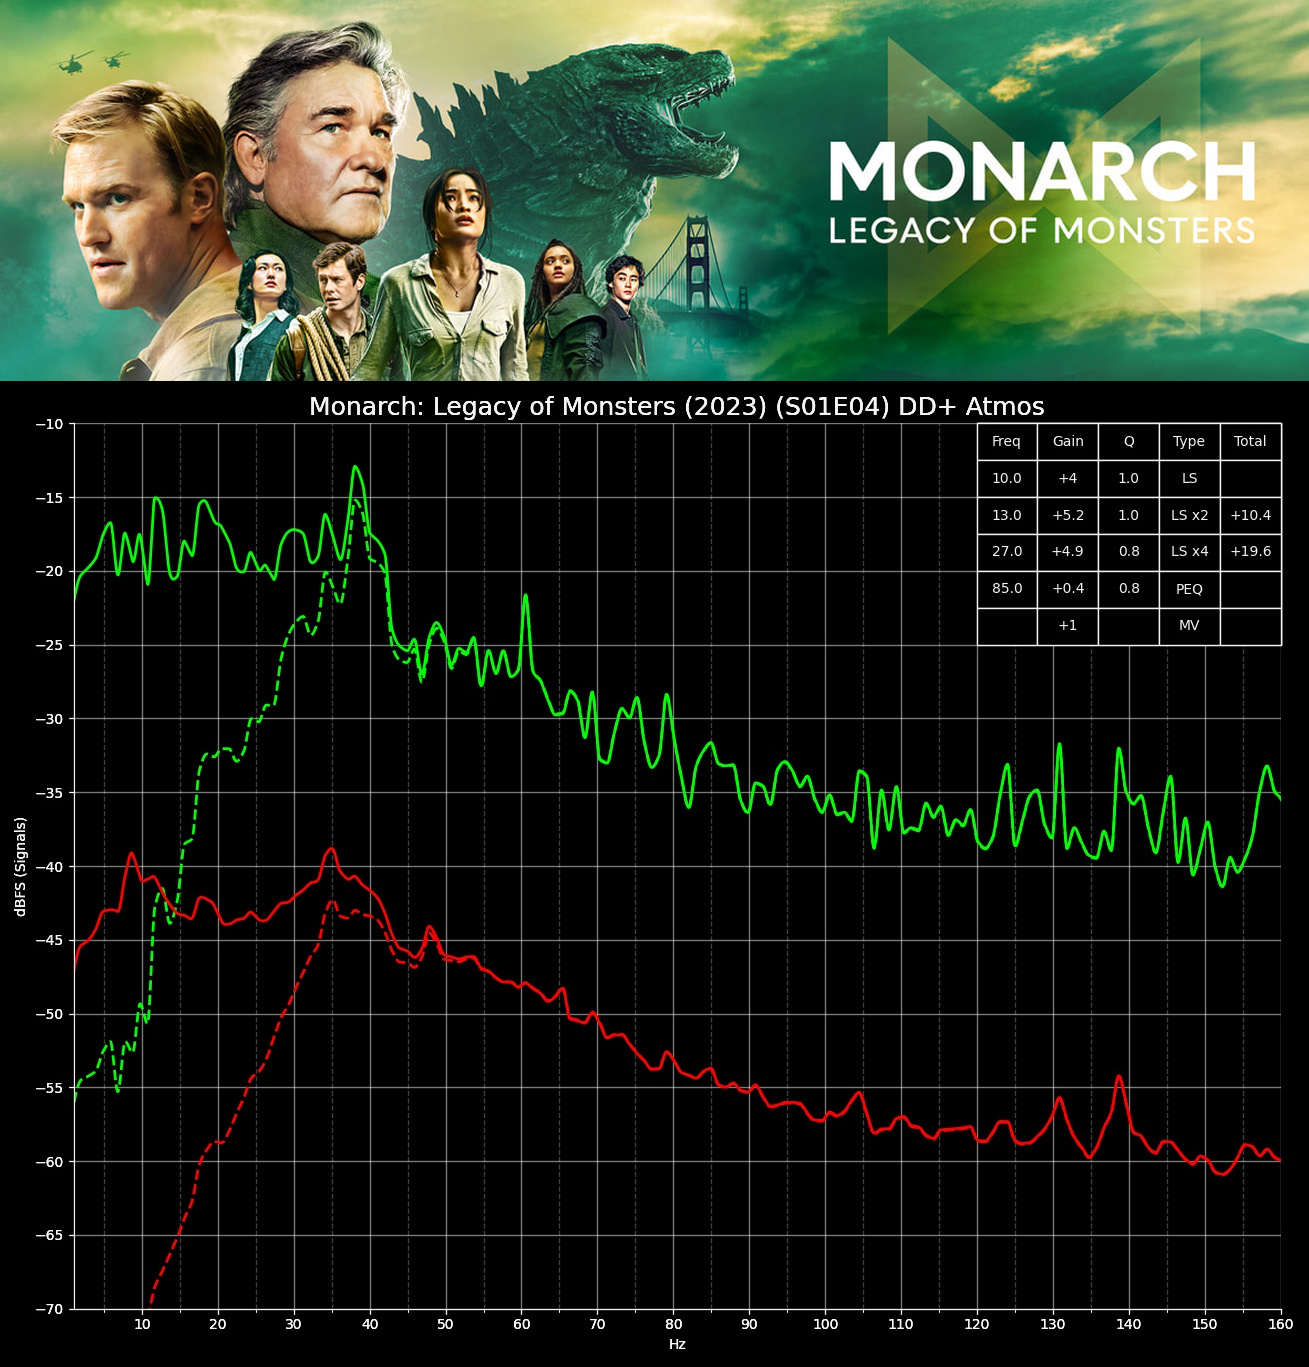 MONARCH
LEGACY OF MONSTERS
Monarch: Legacy of Monsters (2023) (S01E04) DD+ Atmos
Freq Gain Q Type Total
10.0 +4 1.0 LS
13.0 +5.2 1.0 LS x2 +10.4
27.0 +4.9 0.8 LS x4 +19.6
85.0 +0.4 0.8 PEQ
+1 MV
−10
−15
−20
−25
−30
−35
−40
−45
−50
−55
−60
−65
−70
dBFS (Signals)
10 20 30 40 50 60 70 80 90 100 110 120 130 140 150 160
Hz